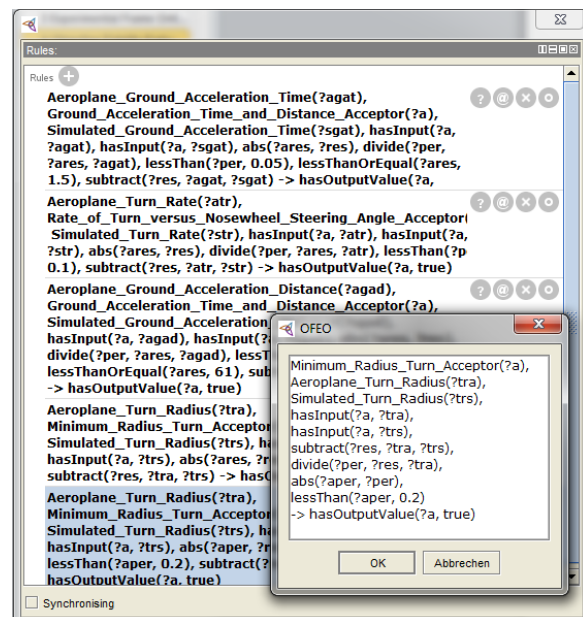 Rules:
Rules
Aeroplane_Ground_Acceleration_Time(?agat),
Ground_Acceleration_Time_and_Distance_Acceptor(?a),
Simulated_Ground_Acceleration_Time(?sgat), hasInput(?a,
?agat), hasInput(?a, ?sgat), abs(?ares, ?res), divide(?per,
?ares, ?agat), lessThan(?per, 0.05), lessThanOrEqual(?ares,
1.5), subtract(?res, ?agat, ?sgat) -> hasOutputValue(?a,
Aeroplane_Turn_Rate(?atr),
Rate_of_Turn_versus_Nosewheel_Steering_Angle_Acceptor(
Simulated_Turn_Rate(?str), hasInput(?a, ?atr), hasInput(?a,
?str), abs(?ares, ?res), divide(?per, ?ares, ?atr), lessThan(?p
0.1), subtract(?res, ?atr, ?str) -> hasOutputValue(?a, true)
Aeroplane_Ground_Acceleration_Distance(?agad),
Ground_Acceleration_Time_and_Distance_Acceptor(?a),
Simulated_Ground_
hasInput(?a, ?agad), hasInput(?a
divide(?per, ?ares, ?agad), lessT
lessThanOrEqual(?ares, 61), sub
-> hasOutputValue(?a, true)
Aeroplane_Turn_Radius(?tra),
Minimum_Radius_Turn_Acceptor
Simulated_Turn_Radius(?trs), ha
hasInput(?a, ?trs), abs(?ares, ?re
subtract(?res, ?tra, ?trs) -> has
Aeroplane_Turn_Radius(?tra),
Minimum_Radius_Turn_Acceptor
Simulated_Turn_Radius(?trs), ha
hasInput(?a, ?trs), abs(?aper, ?
lessThan(?aper, 0.2), subtract(?
hasOutputValue(?a, true)
Synchronising
OFEO
Minimum_Radius_Turn_Acceptor(?a),
Aeroplane_Turn_Radius(?tra),
Simulated_Turn_Radius(?trs),
hasInput(?a, ?tra),
hasInput(?a, ?trs),
subtract(?res, ?tra, ?trs),
divide(?per, ?res, ?tra),
abs(?aper, ?per),
lessThan(?aper, 0.2)
-> hasOutputValue(?a, true)
OK Abbrechen